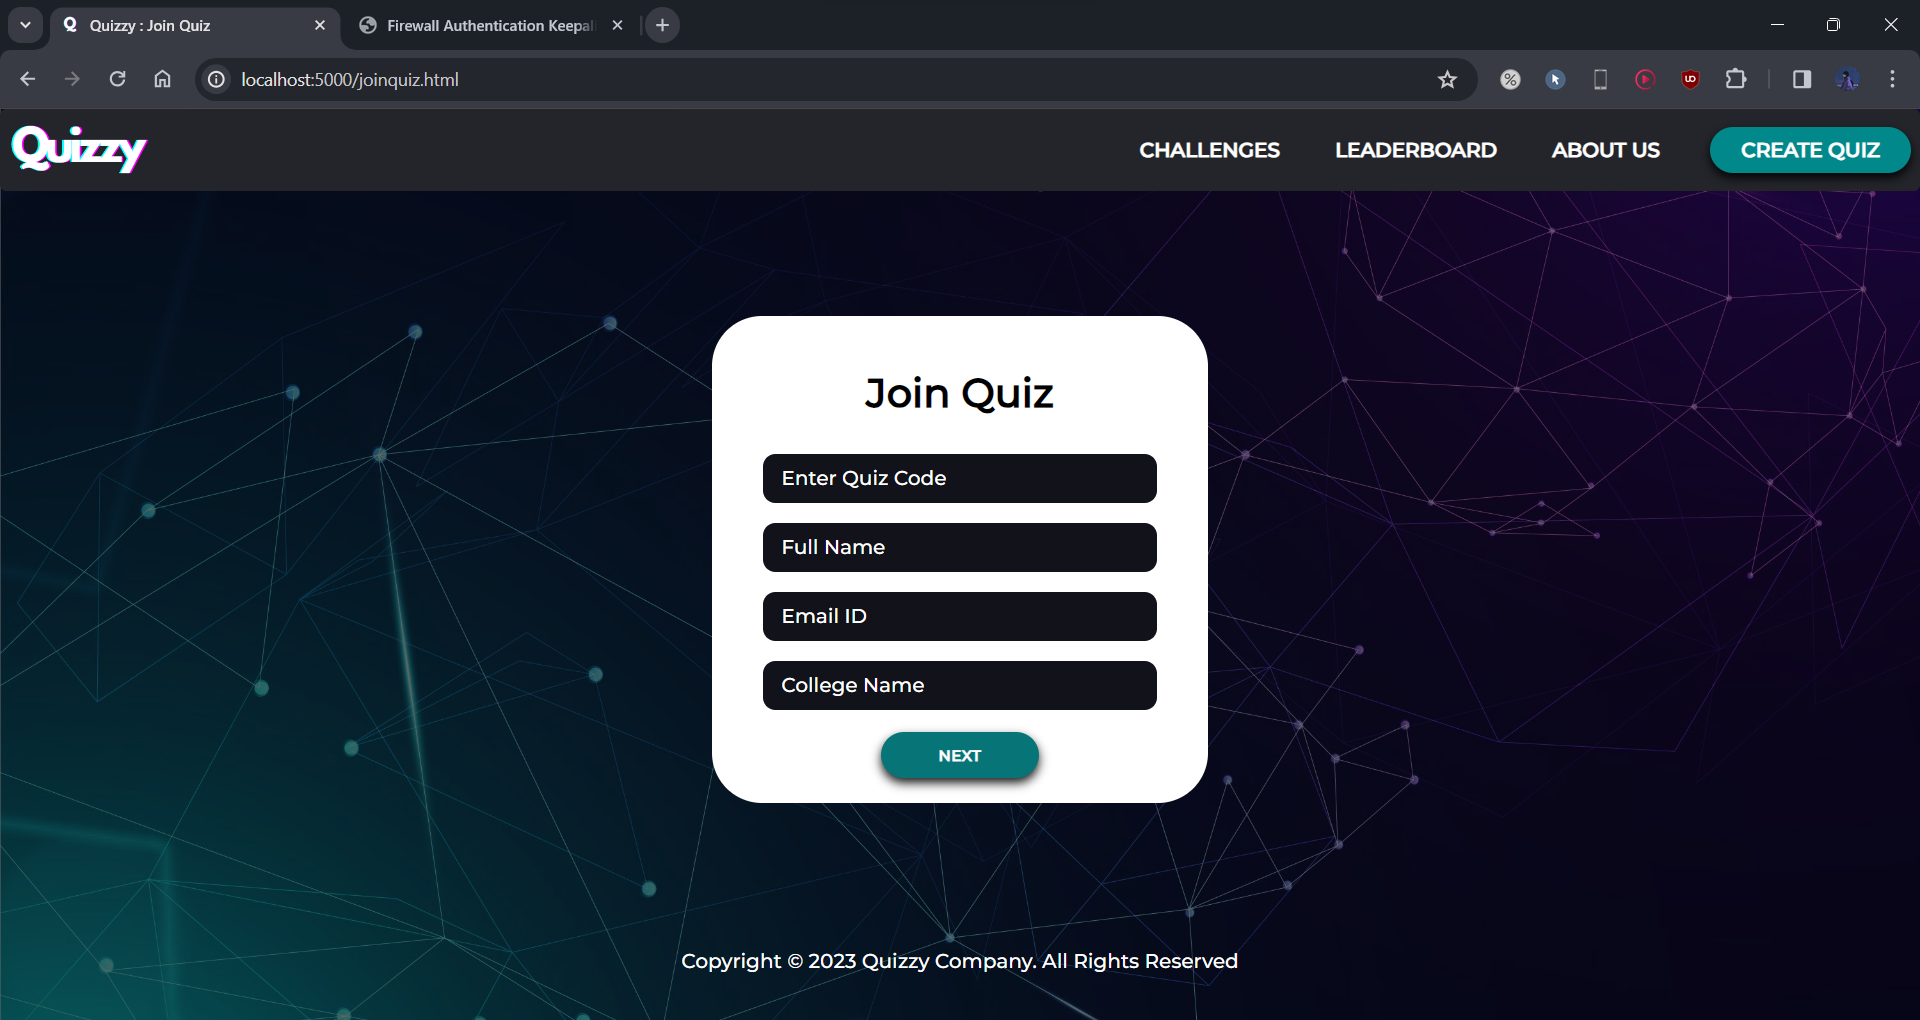 Quizzy : Join Quiz
Firewall Authentication Keepali
localhost:5000/joinquiz.html
Quizzy
CHALLENGES
LEADERBOARD
ABOUT US
CREATE QUIZ
Join Quiz
Enter Quiz Code
Full Name
Email ID
College Name
NEXT
Copyright © 2023 Quizzy Company. All Rights Reserved